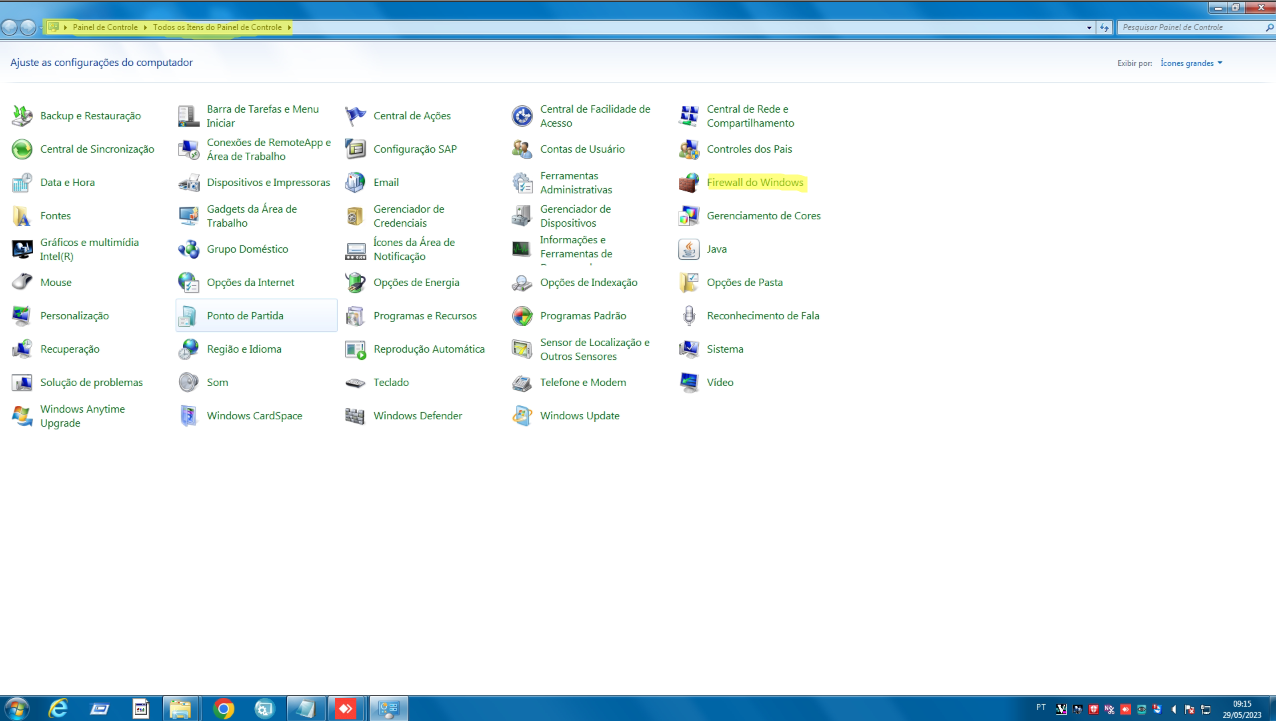 Painel de Controle
Todos os Itens do Painel de Controle
Pesquisar Painel de Controle
Ajuste as configurações do computador
Exibir por:
Ícones grandes
Backup e Restauração
Barra de Tarefas e Menu
Iniciar
Central de Ações
Central de Facilidade de
Acesso
Central de Rede e
Compartilhamento
Central de Sincronização
Conexões de RemoteApp e
Área de Trabalho
Configuração SAP
Contas de Usuário
Controles dos Pais
Data e Hora
Dispositivos e Impressoras
Email
Ferramentas
Administrativas
Firewall do Windows
Fontes
Gadgets da Área de
Trabalho
Gerenciador de
Credenciais
Gerenciador de
Dispositivos
Gerenciamento de Cores
Gráficos e multimídia
Intel(R)
Grupo Doméstico
Ícones da Área de
Notificação
Informações e
Ferramentas de
Java
Mouse
Opções da Internet
Opções de Energia
Opções de Indexação
Opções de Pasta
Personalização
Ponto de Partida
Programas e Recursos
Programas Padrão
Reconhecimento de Fala
Recuperação
Região e Idioma
Reprodução Automática
Sensor de Localização e
Outros Sensores
Sistema
Solução de problemas
Som
Teclado
Telefone e Modem
Vídeo
Windows Anytime
Upgrade
Windows CardSpace
Windows Defender
Windows Update
PT
09:15
29/05/2023